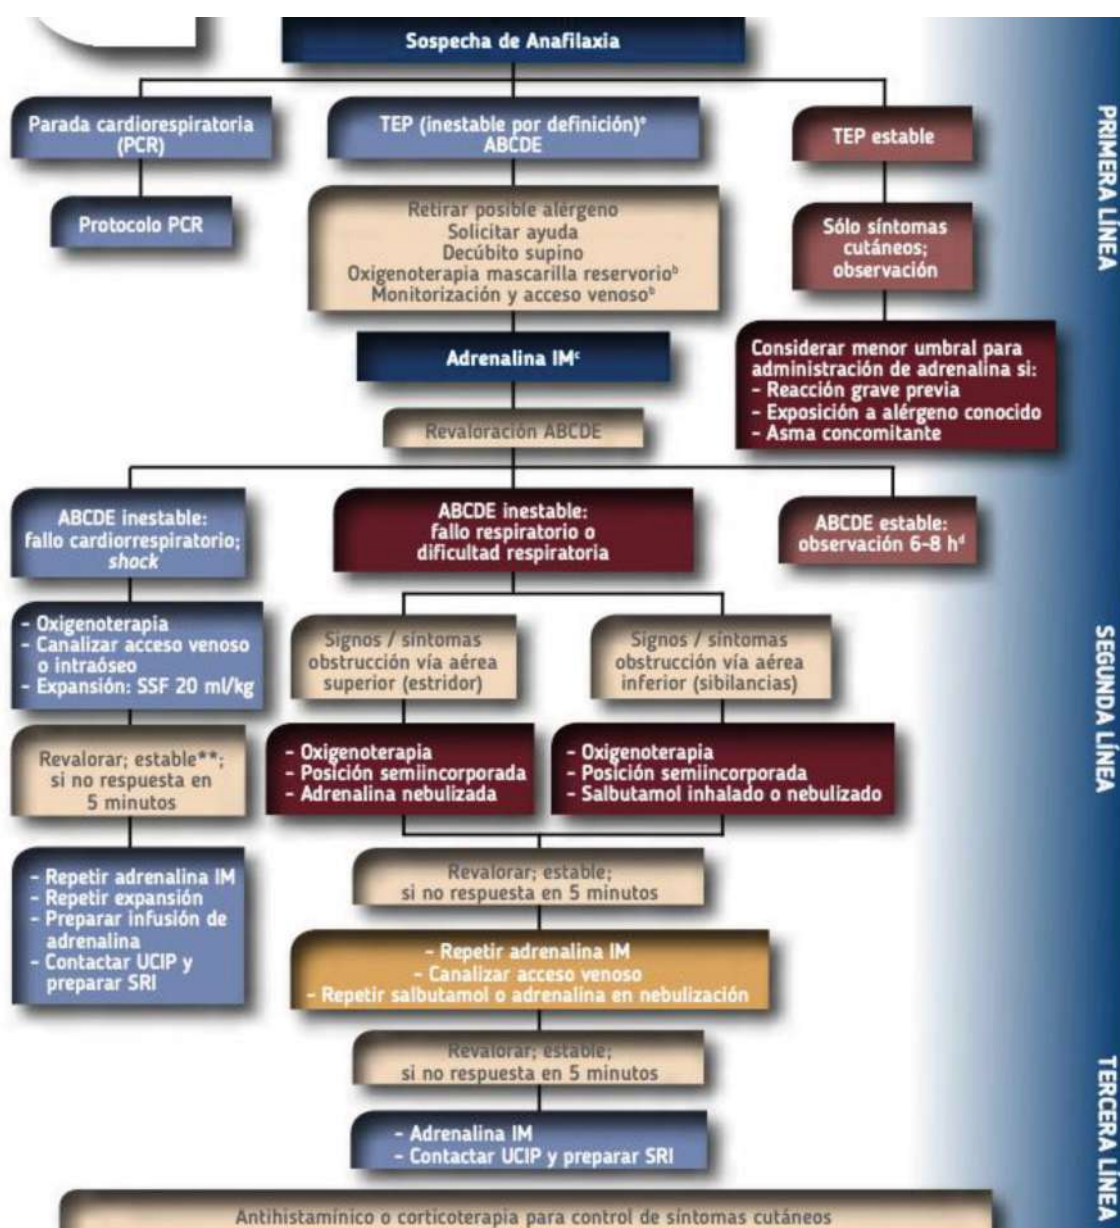 Sospecha de Anafilaxia
Parada cardiorespiratoria
(PCR)
Protocolo PCR
TEP (inestable por definición)ᵃ
ABCDE
Retirar posible alérgeno
Solicitar ayuda
Decúbito supino
Oxigenoterapia mascarilla reservorioᵇ
Monitorización y acceso venosoᵇ
Adrenalina IMᶜ
Revaloración ABCDE
TEP estable
Sólo síntomas
cutáneos;
observación
Considerar menor umbral para
administración de adrenalina si:
- Reacción grave previa
- Exposición a alérgeno conocido
- Asma concomitante
PRIMERA LÍNEA
ABCDE inestable:
fallo cardiorrespiratorio;
shock
- Oxigenoterapia
- Canalizar acceso venoso
o intraóseo
- Expansión: SSF 20 ml/kg
Revalorar; estable**;
si no respuesta en
5 minutos
- Repetir adrenalina IM
- Repetir expansión
- Preparar infusión de
adrenalina
- Contactar UCIP y
preparar SRI
ABCDE inestable:
fallo respiratorio o
dificultad respiratoria
Signos / síntomas
obstrucción vía aérea
superior (estridor)
- Oxigenoterapia
- Posición semiincorporada
- Adrenalina nebulizada
Signos / síntomas
obstrucción vía aérea
inferior (sibilancias)
- Oxigenoterapia
- Posición semiincorporada
- Salbutamol inhalado o nebulizado
ABCDE estable:
observación 6-8 hᵈ
SEGUNDA LÍNEA
Revalorar; estable;
si no respuesta en 5 minutos
- Repetir adrenalina IM
- Canalizar acceso venoso
- Repetir salbutamol o adrenalina en nebulización
Revalorar; estable;
si no respuesta en 5 minutos
- Adrenalina IM
- Contactar UCIP y preparar SRI
TERCERA LÍNEA
Antihistamínico o corticoterapia para control de síntomas cutáneos